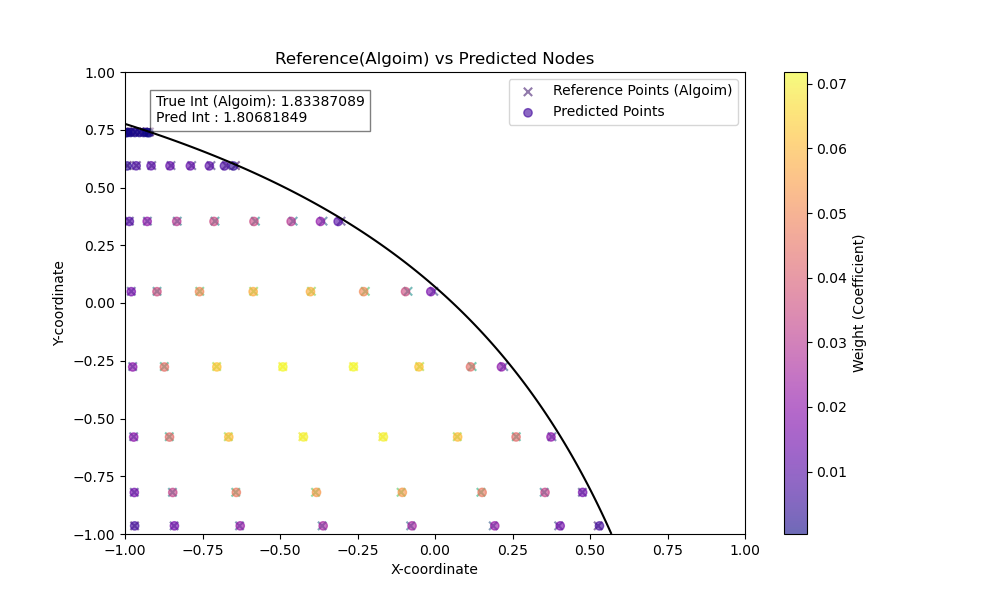 Reference(Algoim) vs Predicted Nodes
True Int (Algoim): 1.83387089
Pred Int : 1.80681849
Reference Points (Algoim)
Predicted Points
1.00
0.75
0.50
0.25
0.00
−0.25
−0.50
−0.75
−1.00
Y-coordinate
−1.00 −0.75 −0.50 −0.25 0.00 0.25 0.50 0.75 1.00
X-coordinate
0.07
0.06
0.05
0.04
0.03
0.02
0.01
Weight (Coefficient)